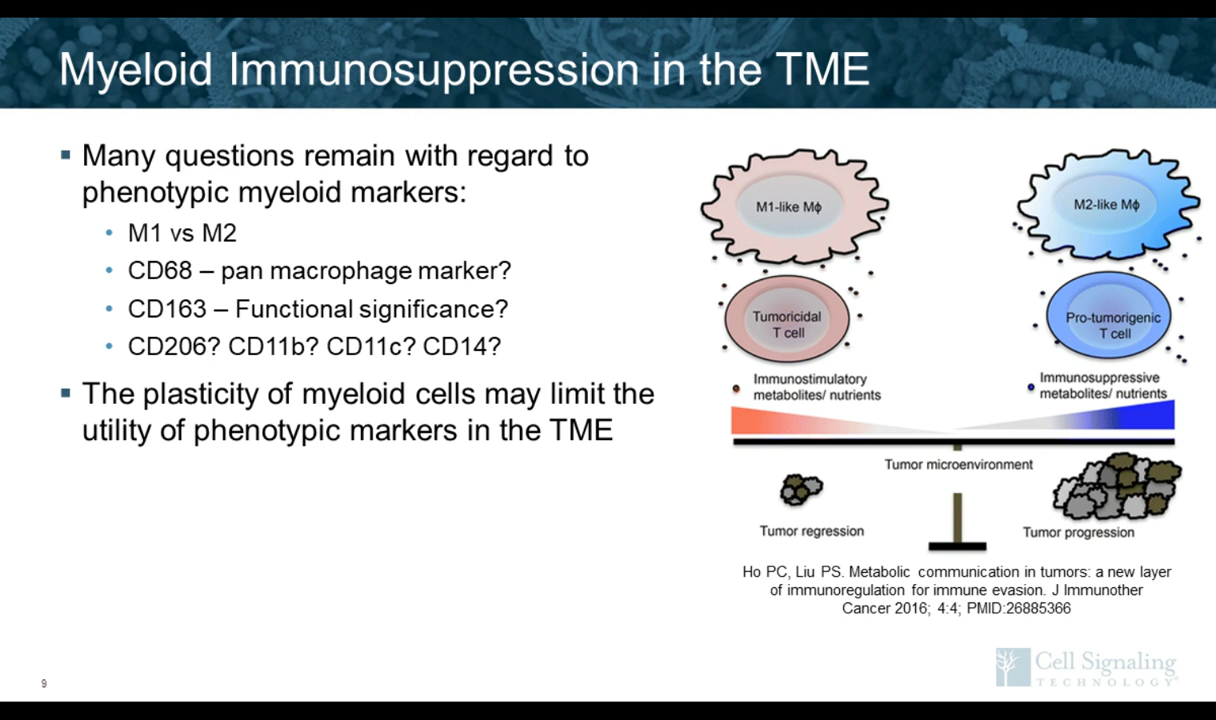 Myeloid Immunosuppression in the TME
▪ Many questions remain with regard to
phenotypic myeloid markers:
• M1 vs M2
• CD68 – pan macrophage marker?
• CD163 – Functional significance?
• CD206? CD11b? CD11c? CD14?
▪ The plasticity of myeloid cells may limit the
utility of phenotypic markers in the TME
M1-like Mϕ
M2-like Mϕ
Tumoricidal
T cell
Pro-tumorigenic
T cell
Immunostimulatory
metabolites/ nutrients
Immunosuppressive
metabolites/ nutrients
Tumor microenvironment
Tumor regression
Tumor progression
Ho PC, Liu PS. Metabolic communication in tumors: a new layer
of immunoregulation for immune evasion. J Immunother
Cancer 2016; 4:4; PMID:26885366
Cell Signaling
TECHNOLOGY®
9